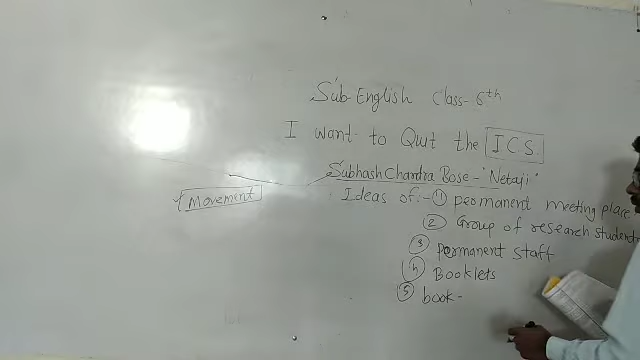 Sub-English Class-6th
I want to Quit the I.C.S.
Subhash Chandra Bose - "Netaji"
Movement
Ideas of:- (1) permanent meeting place
(2) Group of research students
(3) Permanent staff
(4) Booklets
(5) book-